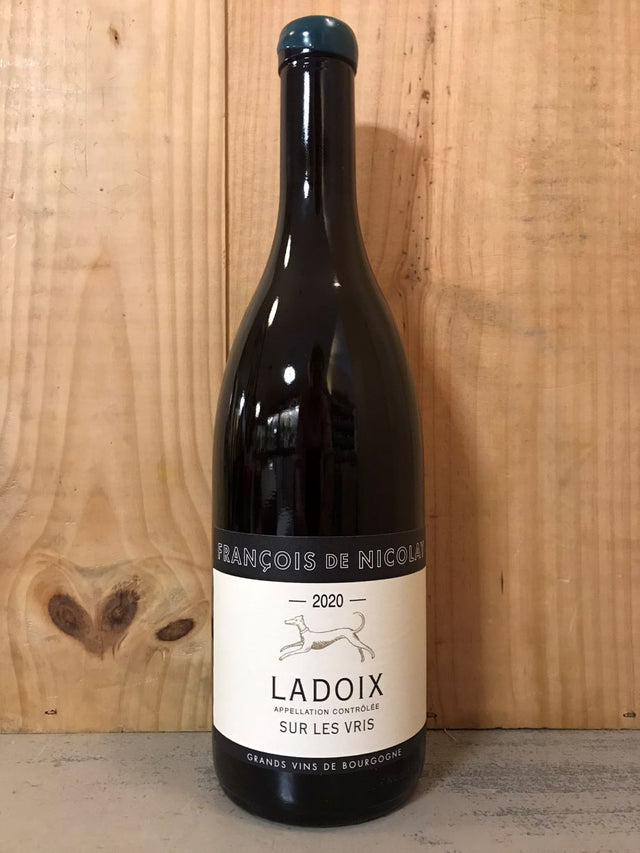 FRANÇOIS DE NICOLAY
— 2020 —
LADOIX
APPELLATION CONTRÔLÉE
SUR LES VRIS
GRANDS VINS DE BOURGOGNE